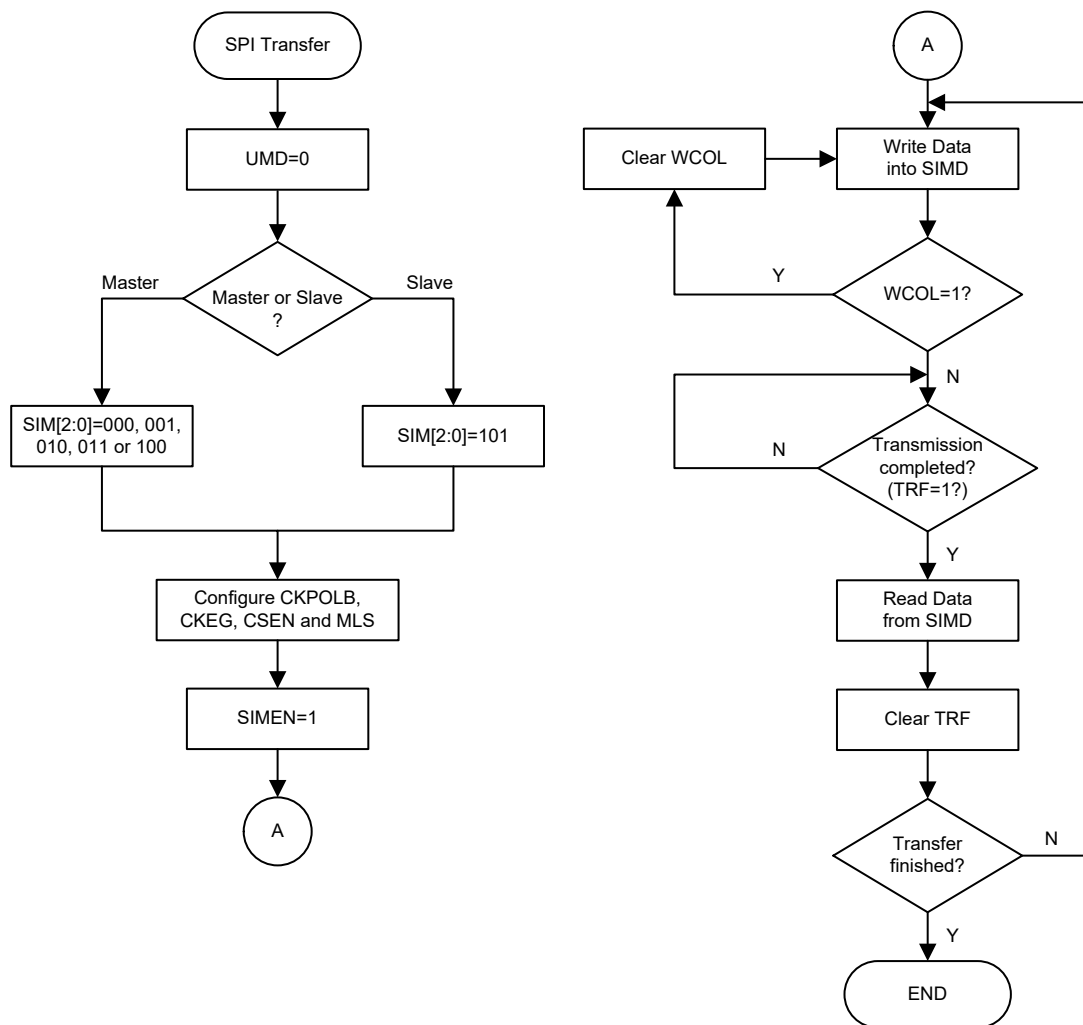 SPI Transfer
UMD=0
Master
Slave
Master or Slave
?
SIM[2:0]=000, 001,
010, 011 or 100
SIM[2:0]=101
Configure CKPOLB,
CKEG, CSEN and MLS
SIMEN=1
A
A
Clear WCOL
Write Data
into SIMD
Y
WCOL=1?
N
N
Transmission
completed?
(TRF=1?)
Y
Read Data
from SIMD
Clear TRF
Transfer
finished?
N
Y
END